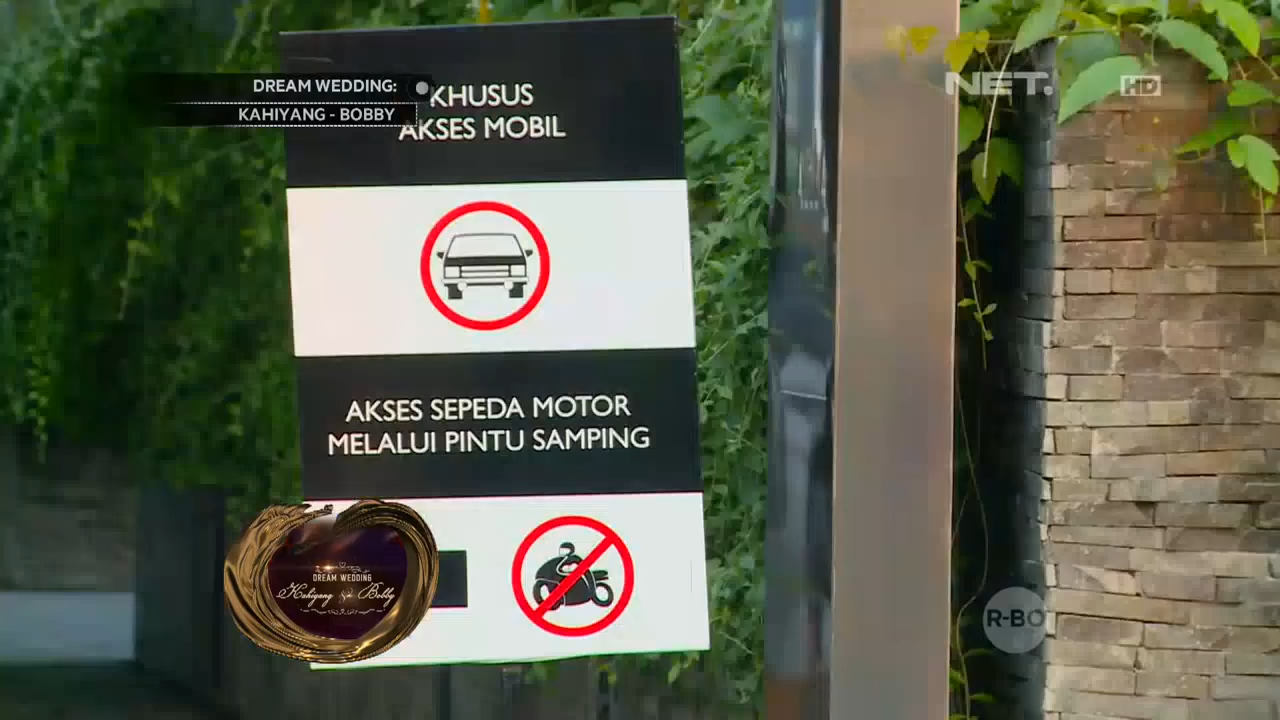 DREAM WEDDING:
KAHIYANG - BOBBY
NET.
HD
KHUSUS
AKSES MOBIL
AKSES SEPEDA MOTOR
MELALUI PINTU SAMPING
DREAM WEDDING
Kahiyang Bobby
R-BO